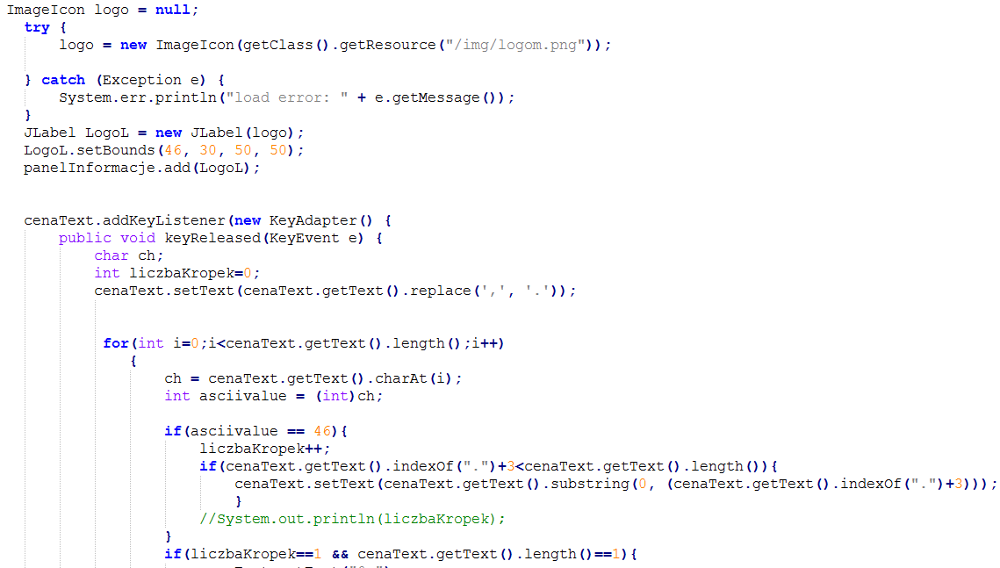 ImageIcon logo = null;
try {
logo = new ImageIcon(getClass().getResource("/img/logom.png"));
} catch (Exception e) {
System.err.println("load error: " + e.getMessage());
}
JLabel LogoL = new JLabel(logo);
LogoL.setBounds(46, 30, 50, 50);
panelInformacje.add(LogoL);
cenaText.addKeyListener(new KeyAdapter() {
public void keyReleased(KeyEvent e) {
char ch;
int liczbaKropek=0;
cenaText.setText(cenaText.getText().replace(',', '.'));
for(int i=0;i<cenaText.getText().length();i++)
{
ch = cenaText.getText().charAt(i);
int asciivalue = (int)ch;
if(asciivalue == 46){
liczbaKropek++;
if(cenaText.getText().indexOf(".")+3<cenaText.getText().length()){
cenaText.setText(cenaText.getText().substring(0, (cenaText.getText().indexOf(".")+3)));
}
//System.out.println(liczbaKropek);
}
if(liczbaKropek==1 && cenaText.getText().length()==1){